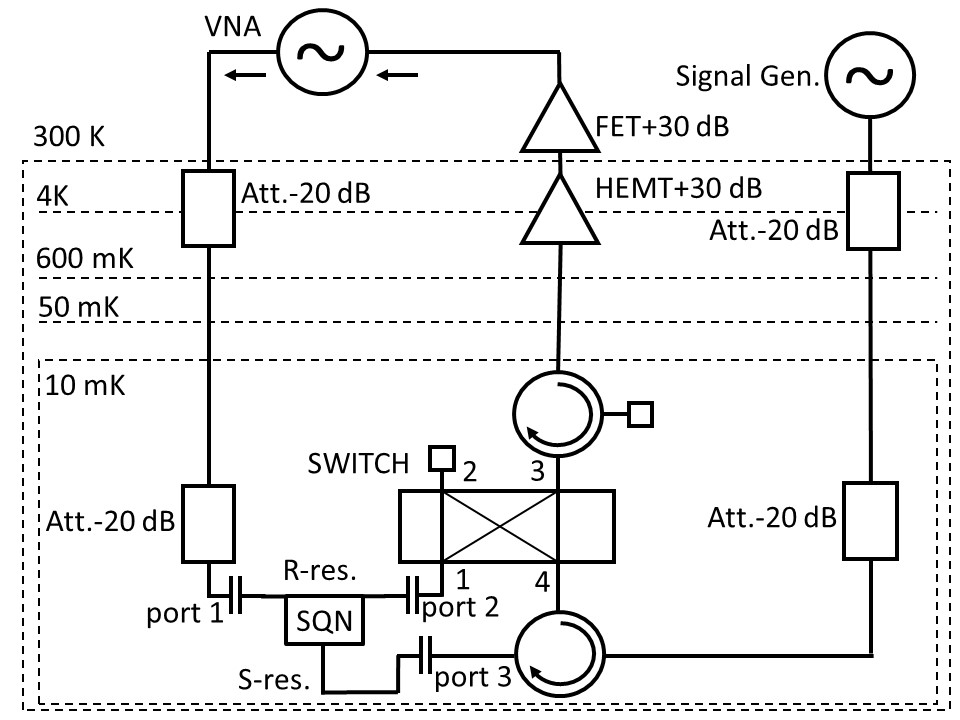 VNA
Signal Gen.
300 K
FET+30 dB
4K
Att.-20 dB
HEMT+30 dB
Att.-20 dB
600 mK
50 mK
10 mK
SWITCH
2
3
Att.-20 dB
Att.-20 dB
R-res.
1
4
port 1
SQN
port 2
S-res.
port 3